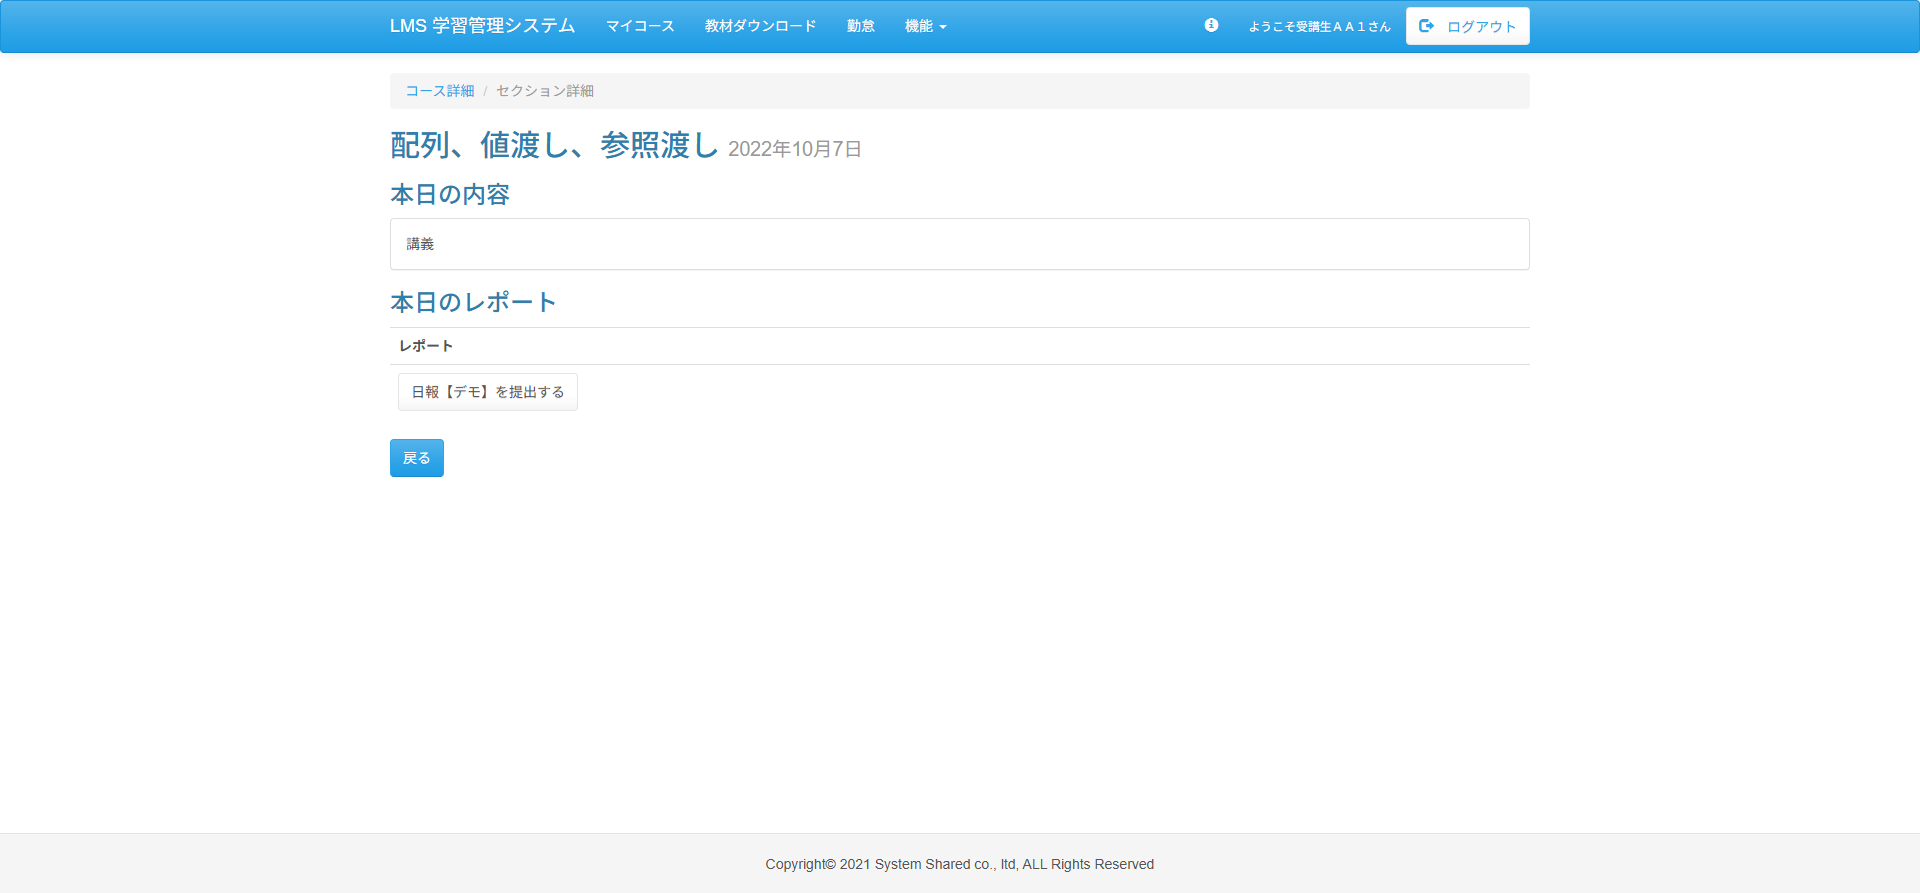 LMS 学習管理システム マイコース 教材ダウンロード 勤怠 機能 ようこそ受講生ＡＡ１さん ログアウト
コース詳細 / セクション詳細
配列、値渡し、参照渡し 2022年10月7日
本日の内容
講義
本日のレポート
レポート
日報【デモ】を提出する
戻る
Copyright© 2021 System Shared co., ltd, ALL Rights Reserved